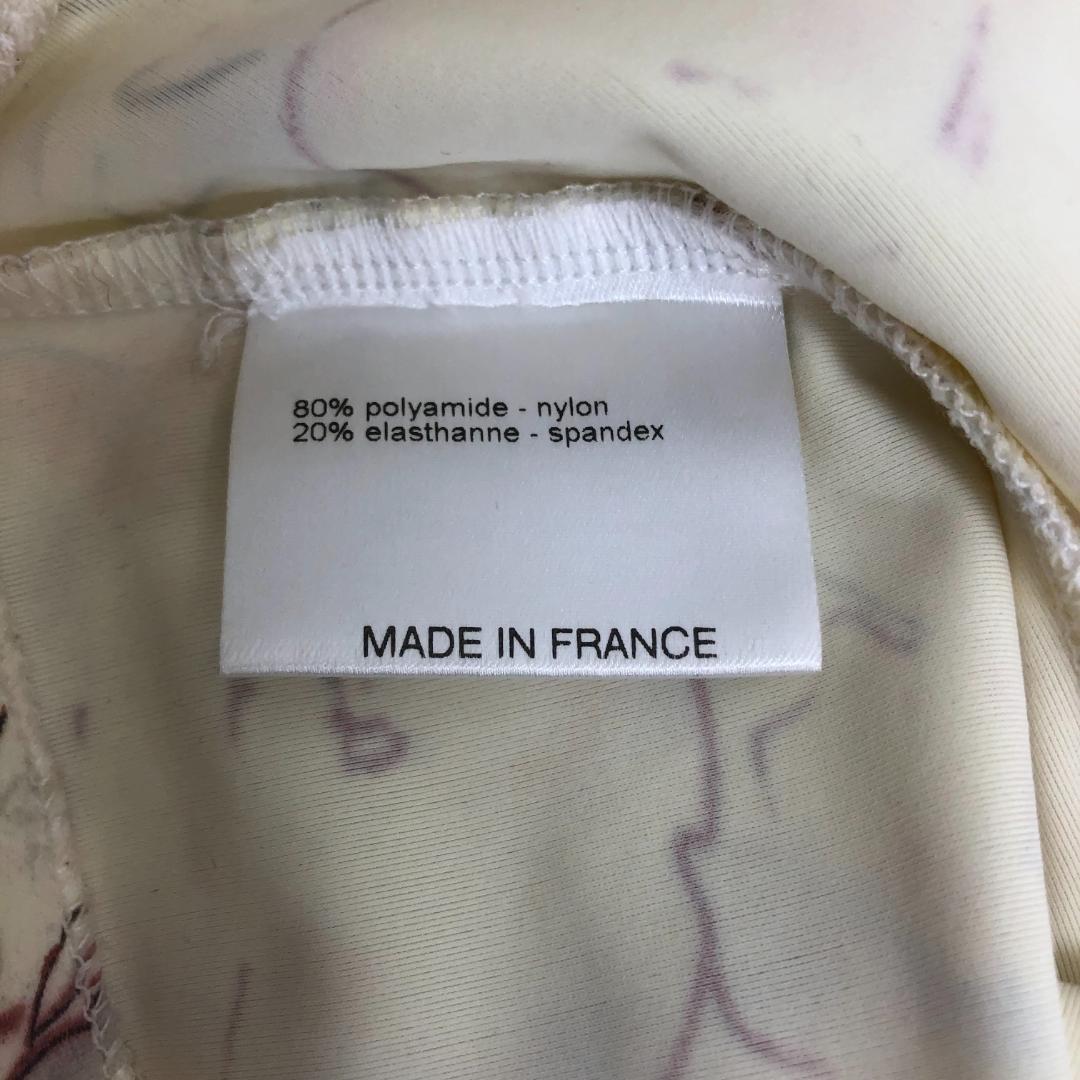 80% polyamide - nylon
20% elasthanne - spandex
MADE IN FRANCE